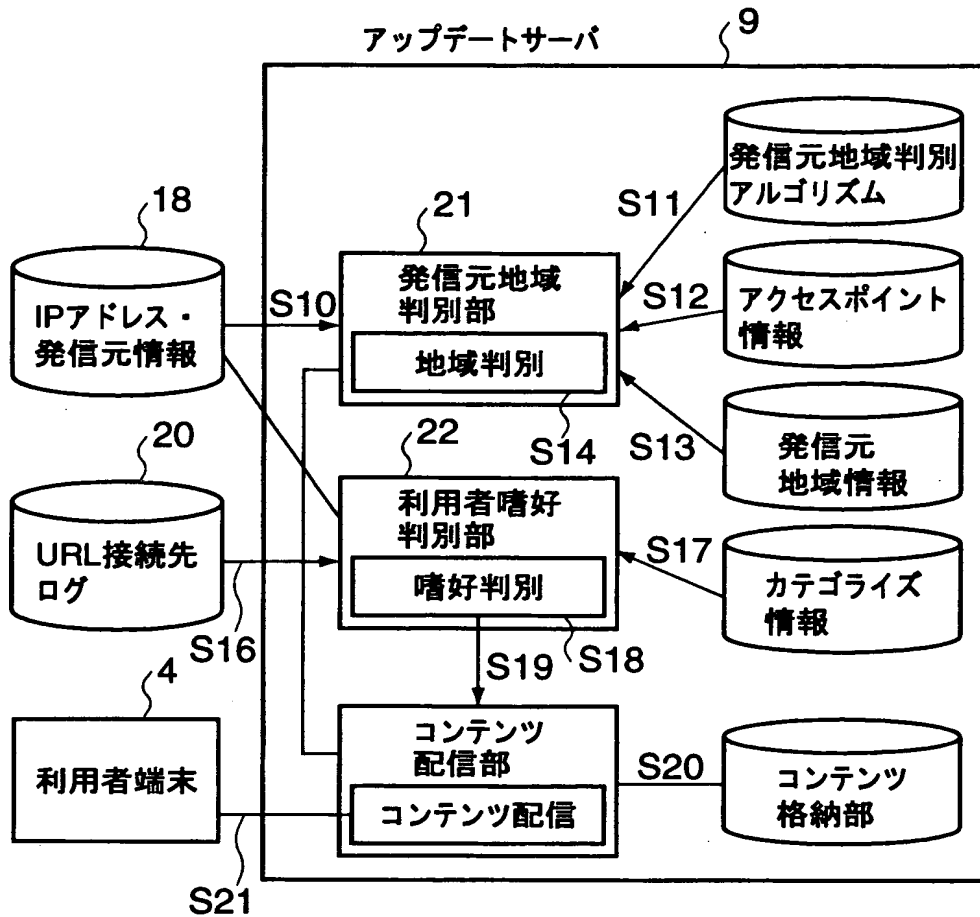 アップデートサーバ
9
発信元地域判別
アルゴリズム
18
21
S11
IPアドレス・
発信元情報
S10
発信元地域
判別部
地域判別
S12
アクセスポイント
情報
20
22
S14
S13
発信元
地域情報
URL接続先
ログ
利用者嗜好
判別部
嗜好判別
S17
カテゴライズ
情報
S16
S19
S18
4
利用者端末
コンテンツ
配信部
コンテンツ配信
S20
コンテンツ
格納部
S21